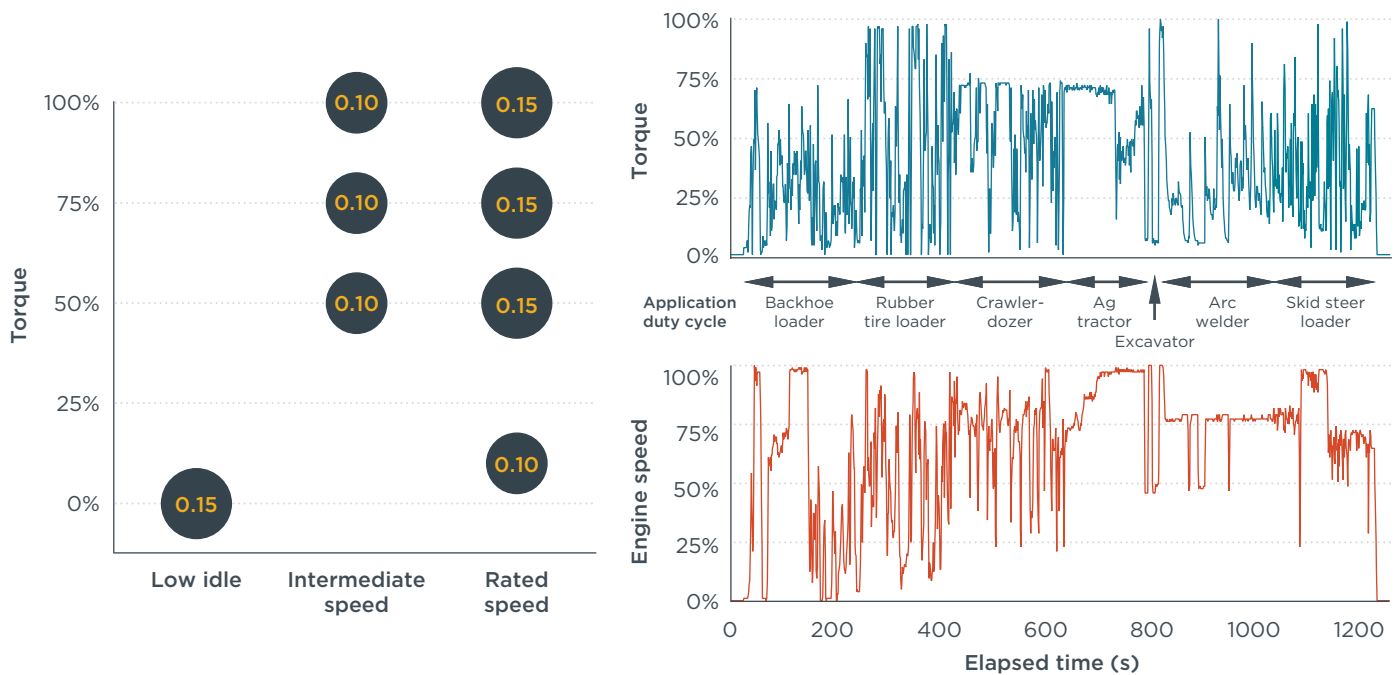 Torque
100%
75%
50%
25%
0%
0.10
0.15
0.10
0.15
0.10
0.15
0.10
0.15
Low idle
Intermediate
speed
Rated
speed
Torque
100%
75%
50%
25%
0%
Application
duty cycle
Backhoe
loader
Rubber
tire loader
Crawler-
dozer
Ag
tractor
Excavator
Arc
welder
Skid steer
loader
Engine speed
100%
75%
50%
25%
0%
0 200 400 600 800 1000 1200
Elapsed time (s)